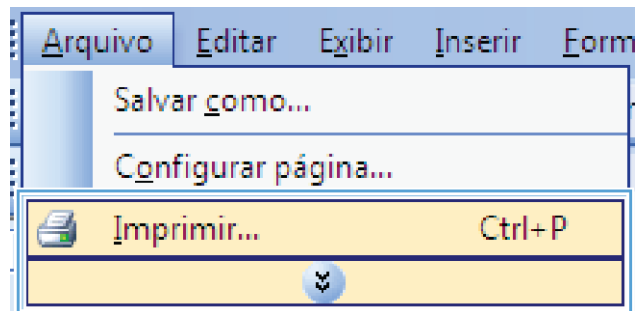 Arquivo Editar Exibir Inserir Form
Salvar como...
Configurar página...
Imprimir... Ctrl+P